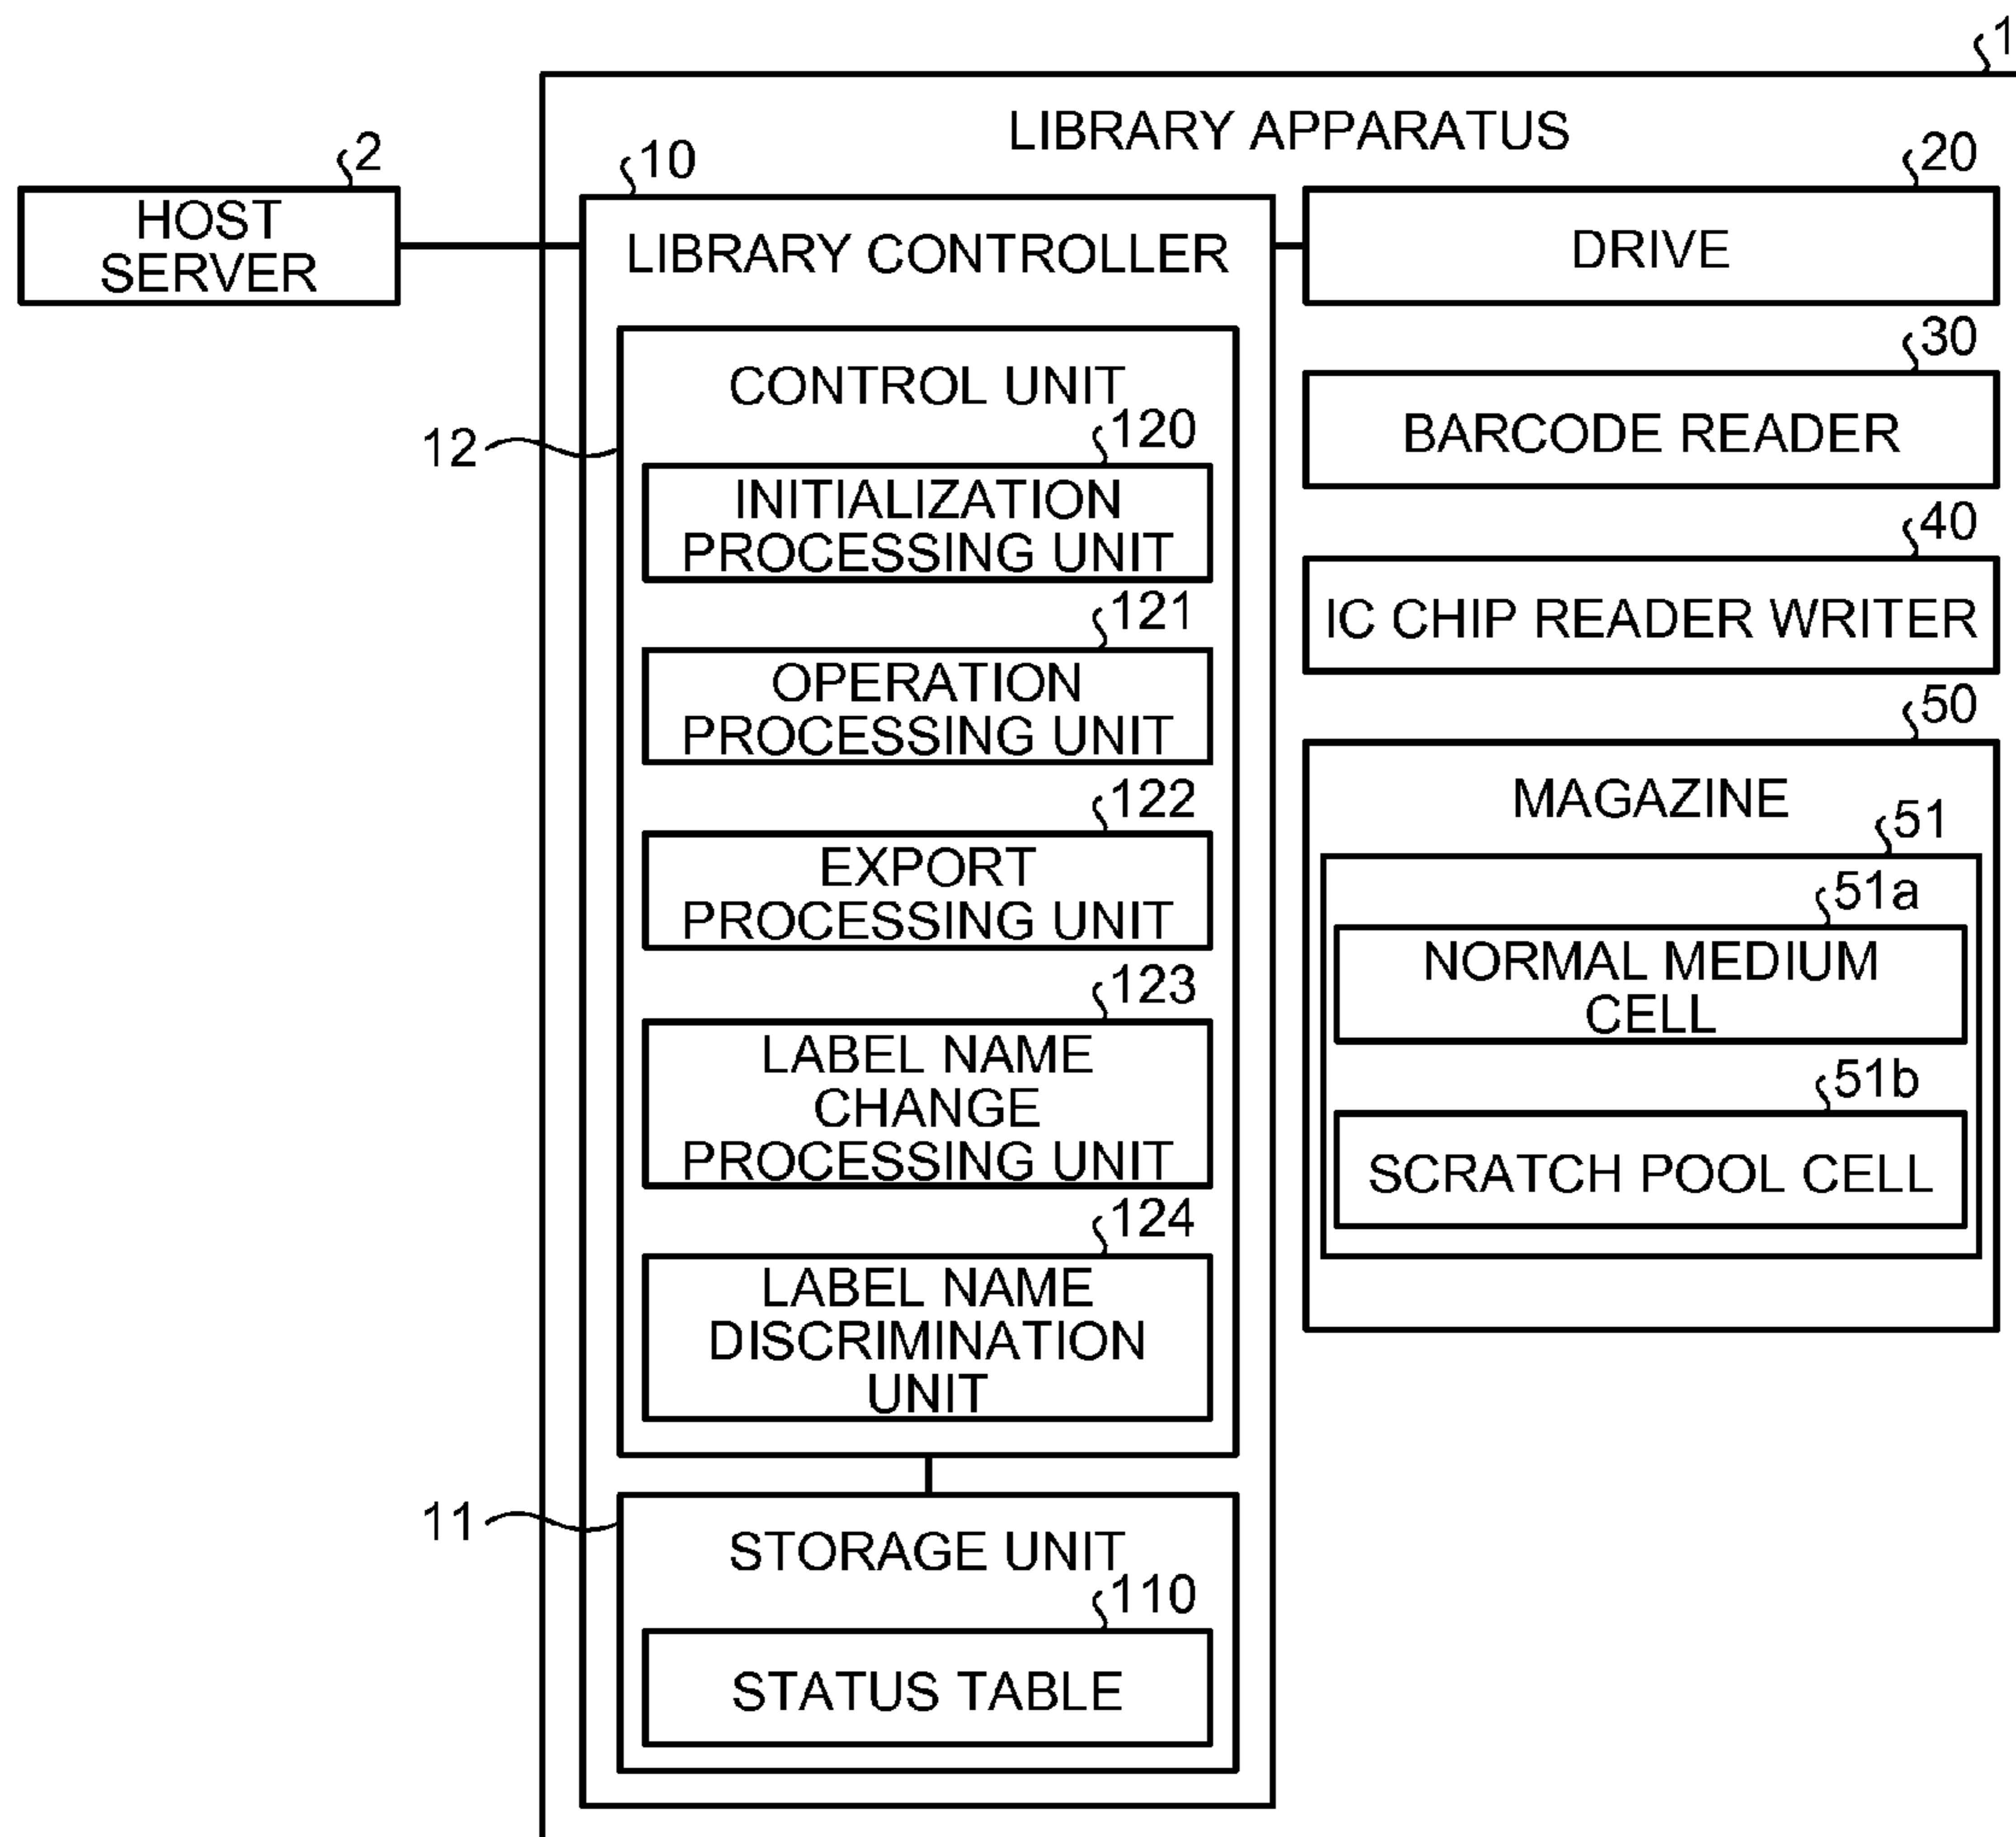 1
LIBRARY APPARATUS
2
HOST
SERVER
10
LIBRARY CONTROLLER
12
CONTROL UNIT
120
INITIALIZATION
PROCESSING UNIT
121
OPERATION
PROCESSING UNIT
122
EXPORT
PROCESSING UNIT
123
LABEL NAME
CHANGE
PROCESSING UNIT
124
LABEL NAME
DISCRIMINATION
UNIT
11
STORAGE UNIT
110
STATUS TABLE
20
DRIVE
30
BARCODE READER
40
IC CHIP READER WRITER
50
MAGAZINE
51
51a
NORMAL MEDIUM
CELL
51b
SCRATCH POOL CELL